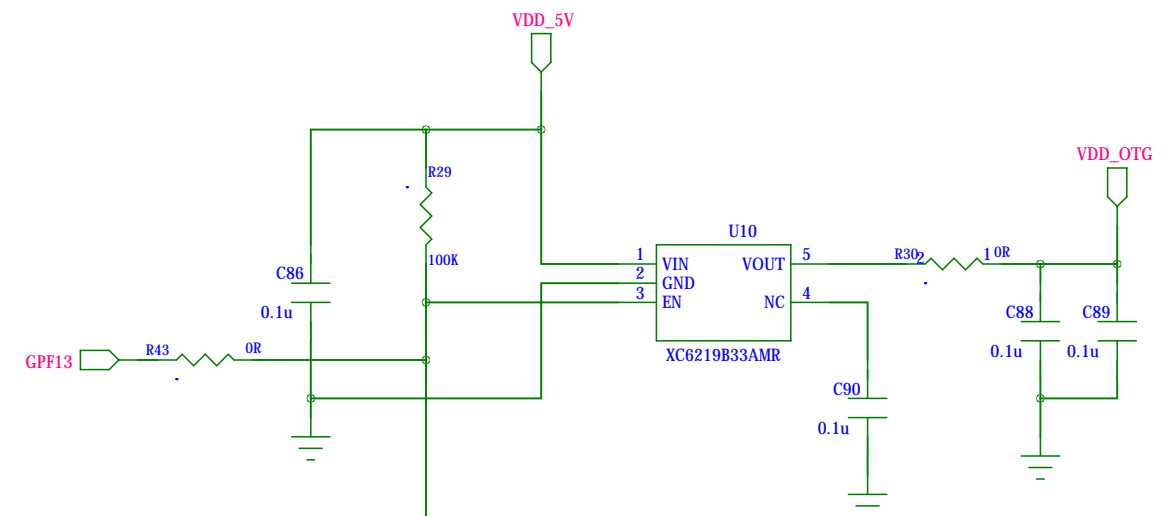 VDD_5V
VDD_OTG
R29
U10
1 VIN VOUT 5
R30 2 1 0R
100K
C86
2 GND
3 EN NC 4
0.1u
C88 C89
GPF13 R43 0R
XC6219B33AMR
0.1u 0.1u
C90
0.1u